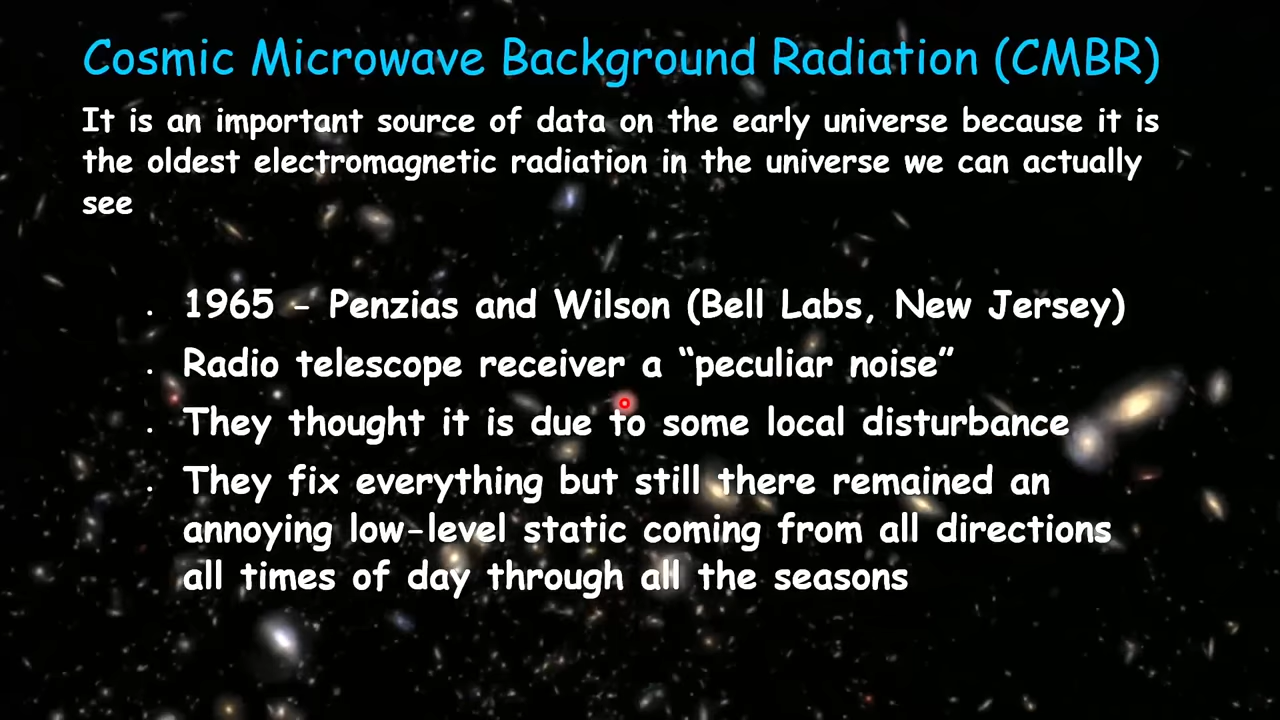 Cosmic Microwave Background Radiation (CMBR)
It is an important source of data on the early universe because it is
the oldest electromagnetic radiation in the universe we can actually
see
. 1965 - Penzias and Wilson (Bell Labs, New Jersey)
. Radio telescope receiver a “peculiar noise”
. They thought it is due to some local disturbance
. They fix everything but still there remained an
annoying low-level static coming from all directions
all times of day through all the seasons